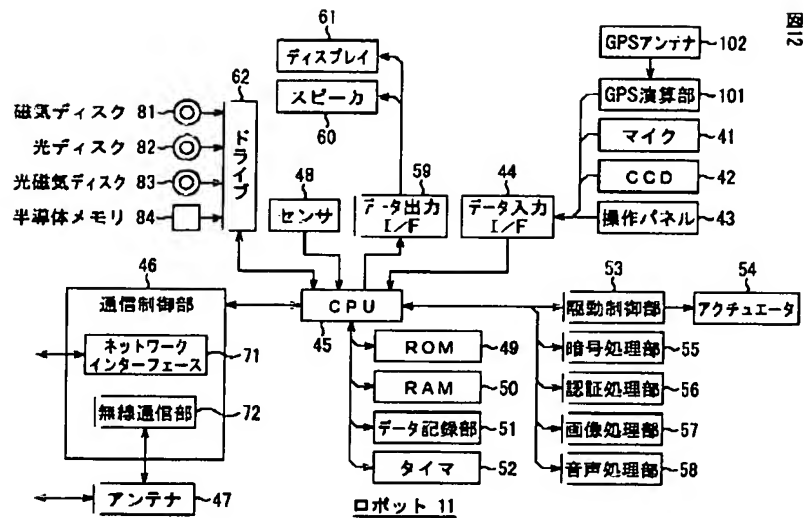 図12
61
ディスプレイ
スピーカ
60
62
ドライブ
磁気ディスク 81
光ディスク 82
光磁気ディスク 83
半導体メモリ 84
48
センサ
59
データ出力
I/F
44
データ入力
I/F
GPSアンテナ 102
GPS演算部 101
マイク 41
CCD 42
操作パネル 43
46
通信制御部
ネットワーク
インターフェース 71
無線通信部 72
アンテナ 47
CPU
45
ROM 49
RAM 50
データ記録部 51
タイマ 52
53
駆動制御部
54
アクチュエータ
暗号処理部 55
認証処理部 56
画像処理部 57
音声処理部 58
ロボット 11